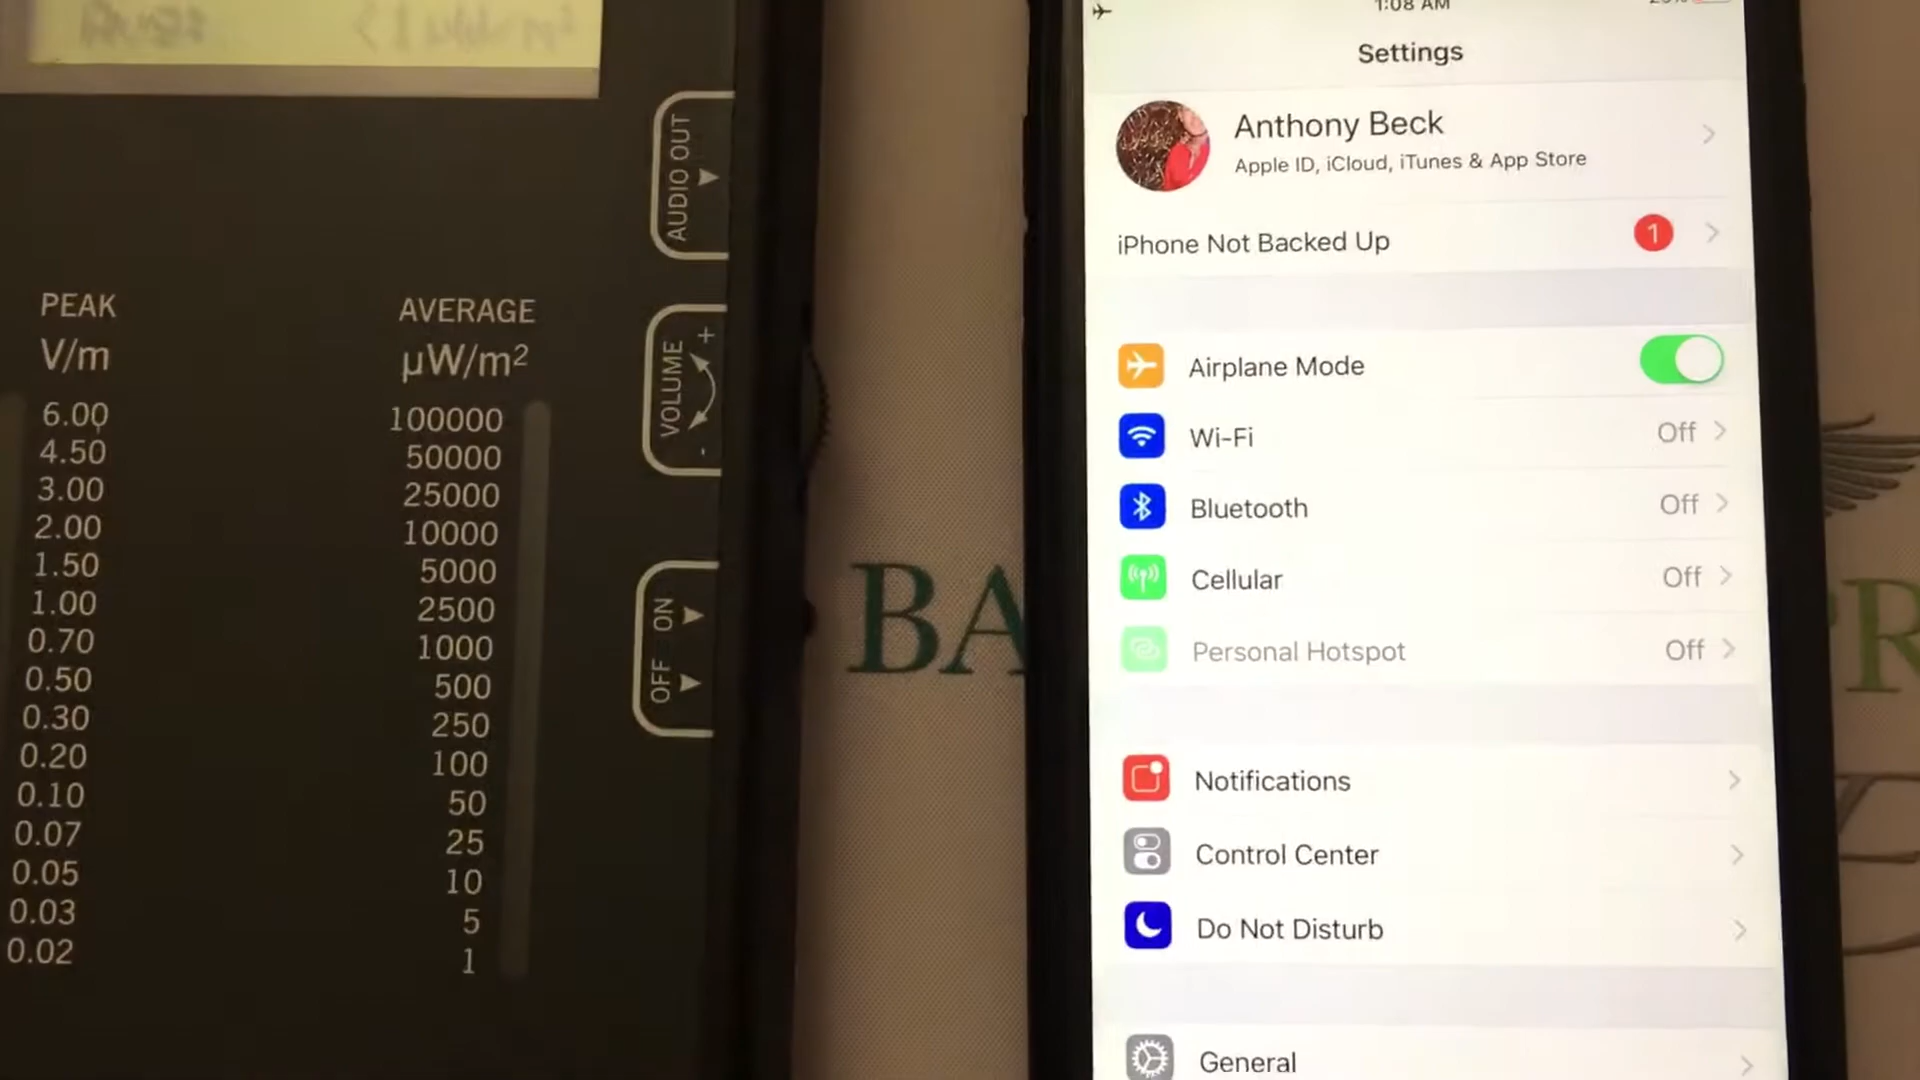 AUDIO OUT
PEAK
AVERAGE
V/m
µW/m²
VOLUME
+
-
6.00
100000
4.50
50000
3.00
25000
2.00
10000
1.50
5000
1.00
2500
0.70
1000
0.50
500
0.30
250
0.20
100
0.10
50
0.07
25
0.05
10
0.03
5
0.02
1
OFF ON
BA
R
1:08 AM
Settings
Anthony Beck
Apple ID, iCloud, iTunes & App Store
iPhone Not Backed Up
1
Airplane Mode
Wi-Fi
Off
Bluetooth
Off
Cellular
Off
Personal Hotspot
Off
Notifications
Control Center
Do Not Disturb
General